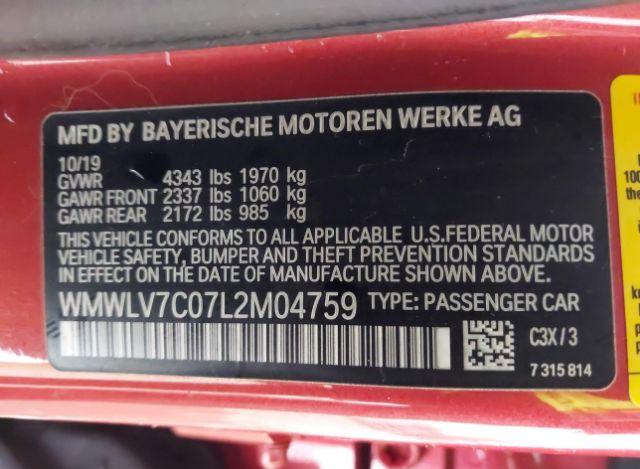 MFD BY BAYERISCHE MOTOREN WERKE AG
10/19
GVWR 4343 lbs 1970 kg
GAWR FRONT 2337 lbs 1060 kg
GAWR REAR 2172 lbs 985 kg
THIS VEHICLE CONFORMS TO ALL APPLICABLE U.S.FEDERAL MOTOR
VEHICLE SAFETY, BUMPER AND THEFT PREVENTION STANDARDS
IN EFFECT ON THE DATE OF MANUFACTURE SHOWN ABOVE.
WMWLV7C07L2M04759 TYPE: PASSENGER CAR
C3X / 3
7 315 814
100
the